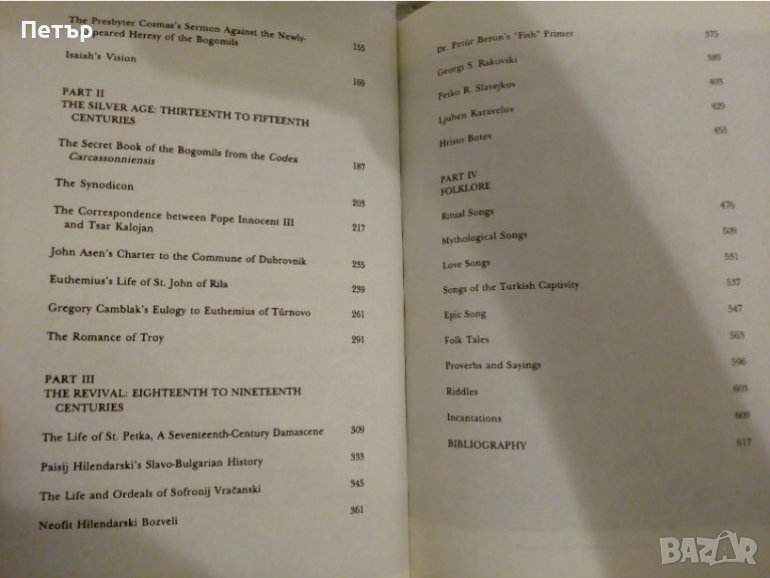 Петър
The Presbyter Cosmas's Sermon Against the Newly-
ppeared Heresy of the Bogomils 155
Isaiah's Vision 169
PART II
THE SILVER AGE: THIRTEENTH TO FIFTEENTH
CENTURIES
The Secret Book of the Bogomils from the Codex
Carcassonniensis 187
The Synodicon 203
The Correspondence between Pope Innocent III
and Tsar Kalojan 217
John Asen's Charter to the Commune of Dubrovnik 235
Euthemius's Life of St. John of Rila 239
Gregory Camblak's Eulogy to Euthemius of Tŭrnovo 261
The Romance of Troy 291
PART III
THE REVIVAL: EIGHTEENTH TO NINETEENTH
CENTURIES
The Life of St. Petka, A Seventeenth-Century Damascene 309
Paisij Hilendarski's Slavo-Bulgarian History 333
The Life and Ordeals of Sofronij Vračanski 345
Neofit Hilendarski Bozveli 361
Dr. Petŭr Beron's "Fish" Primer 375
Georgi S. Rakovski 389
Petko R. Slavejkov 403
Ljuben Karavelov 429
Hristo Botev 455
PART IV
FOLKLORE
Ritual Songs 476
Mythological Songs 509
Love Songs 531
Songs of the Turkish Captivity 537
Epic Song 547
Folk Tales 563
Proverbs and Sayings 596
Riddles 603
Incantations 609
BIBLIOGRAPHY 617
BAZAR